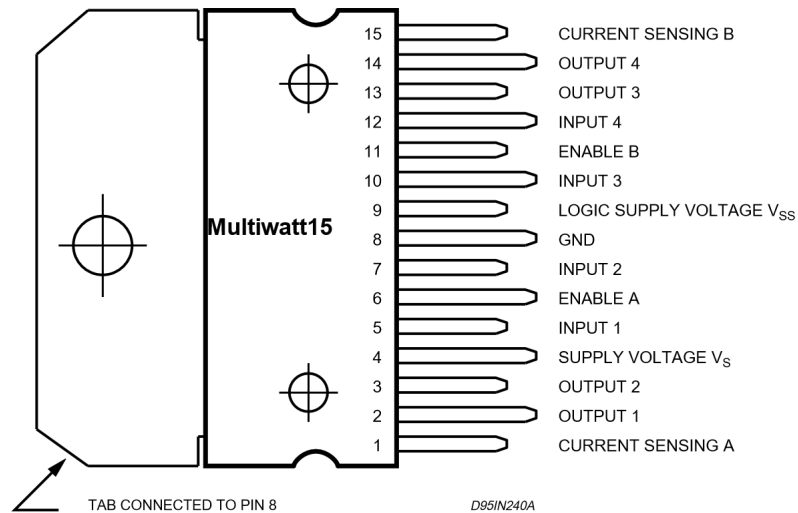 15 CURRENT SENSING B
14 OUTPUT 4
13 OUTPUT 3
12 INPUT 4
11 ENABLE B
10 INPUT 3
9 LOGIC SUPPLY VOLTAGE VSS
Multiwatt15
8 GND
7 INPUT 2
6 ENABLE A
5 INPUT 1
4 SUPPLY VOLTAGE VS
3 OUTPUT 2
2 OUTPUT 1
1 CURRENT SENSING A
TAB CONNECTED TO PIN 8
D95IN240A